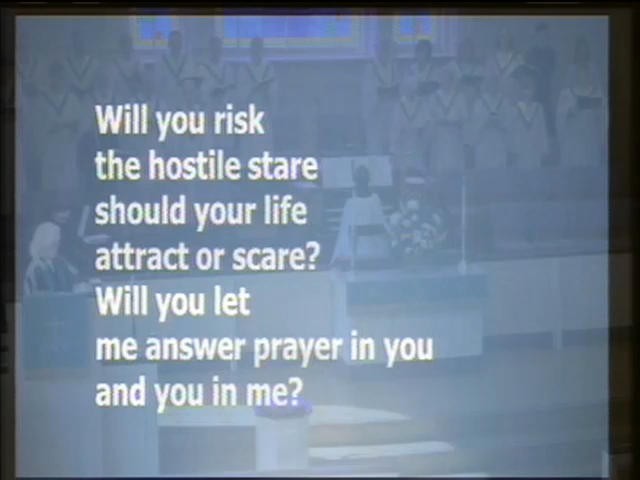 Will you risk
the hostile stare
should your life
attract or scare?
Will you let
me answer prayer in you
and you in me?